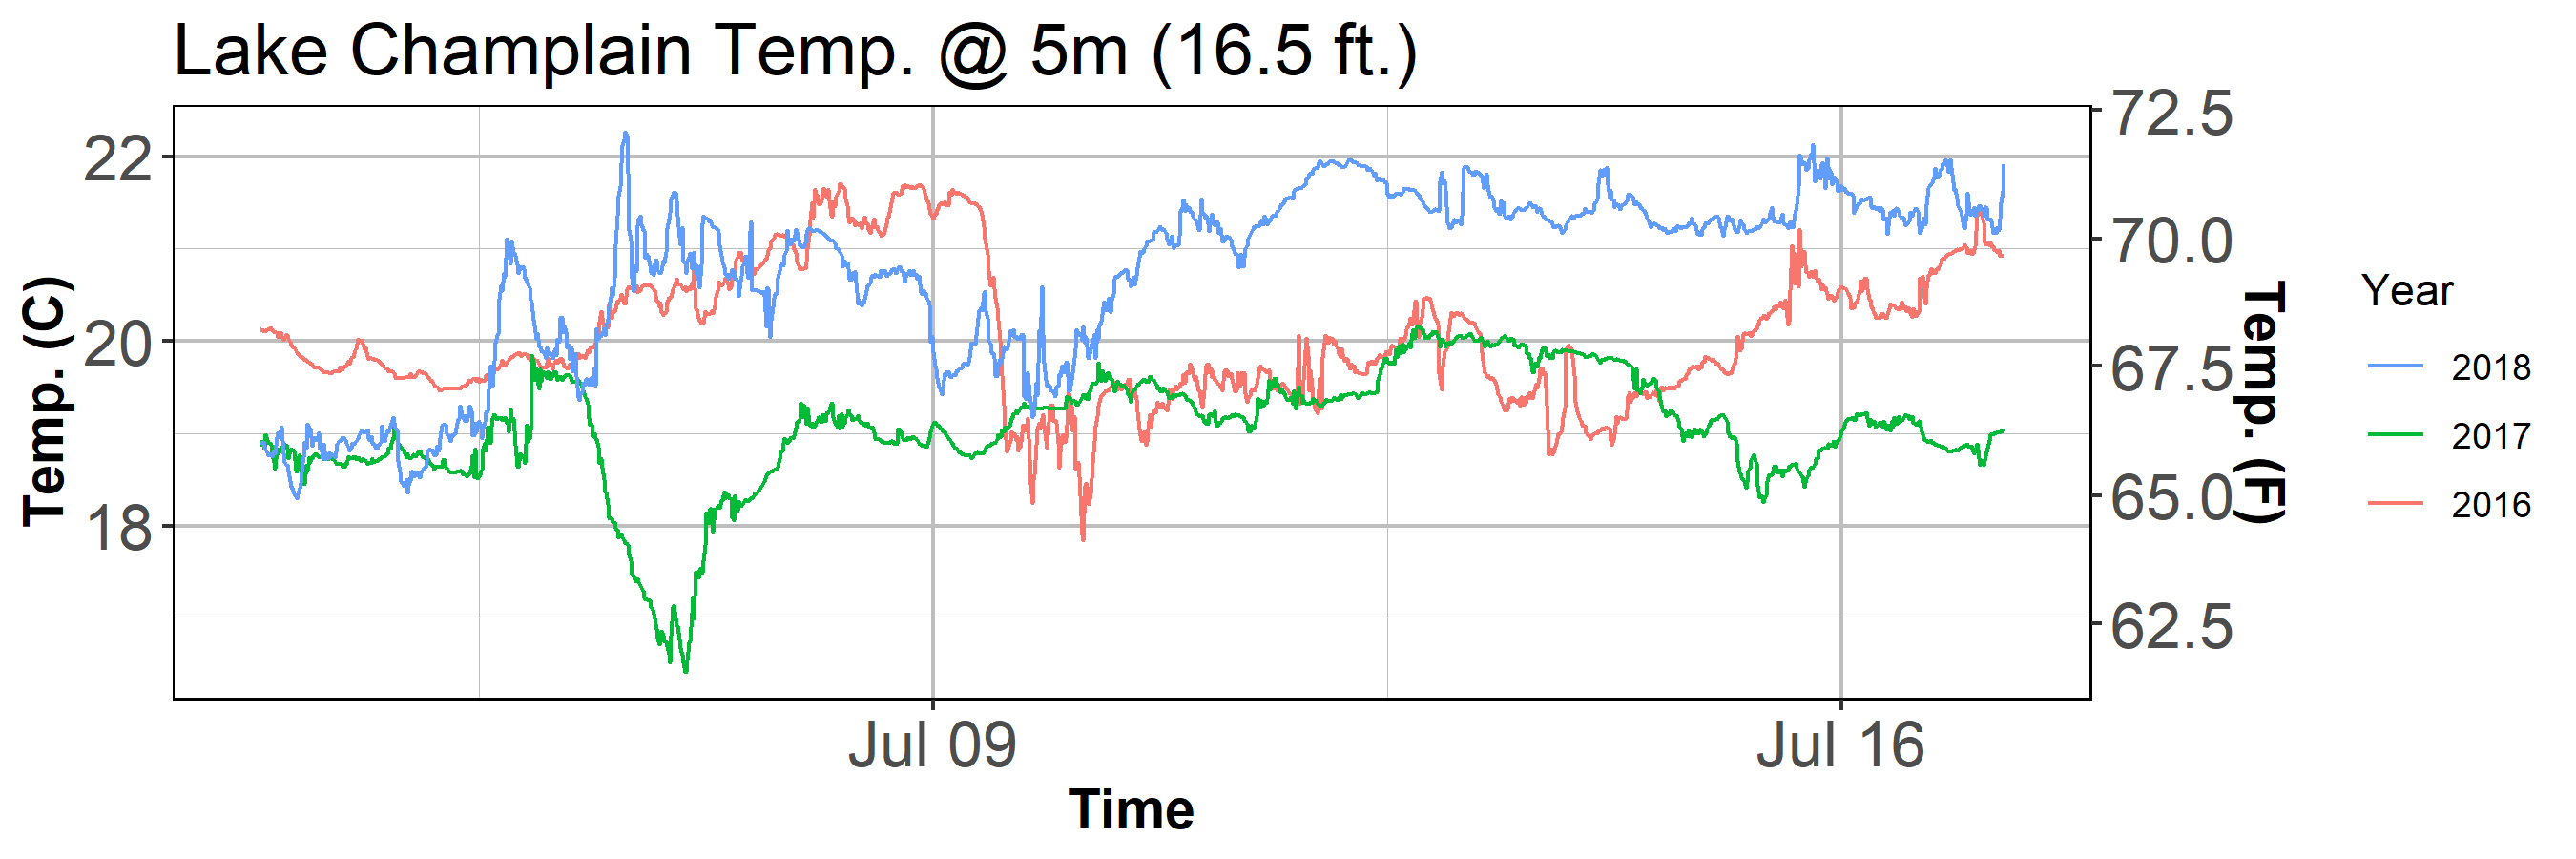 Lake Champlain Temp. @ 5m (16.5 ft.)
Temp. (C)
22
20
18
72.5
70.0
67.5
65.0
62.5
Temp. (F)
Jul 09
Jul 16
Time
Year
2018
2017
2016